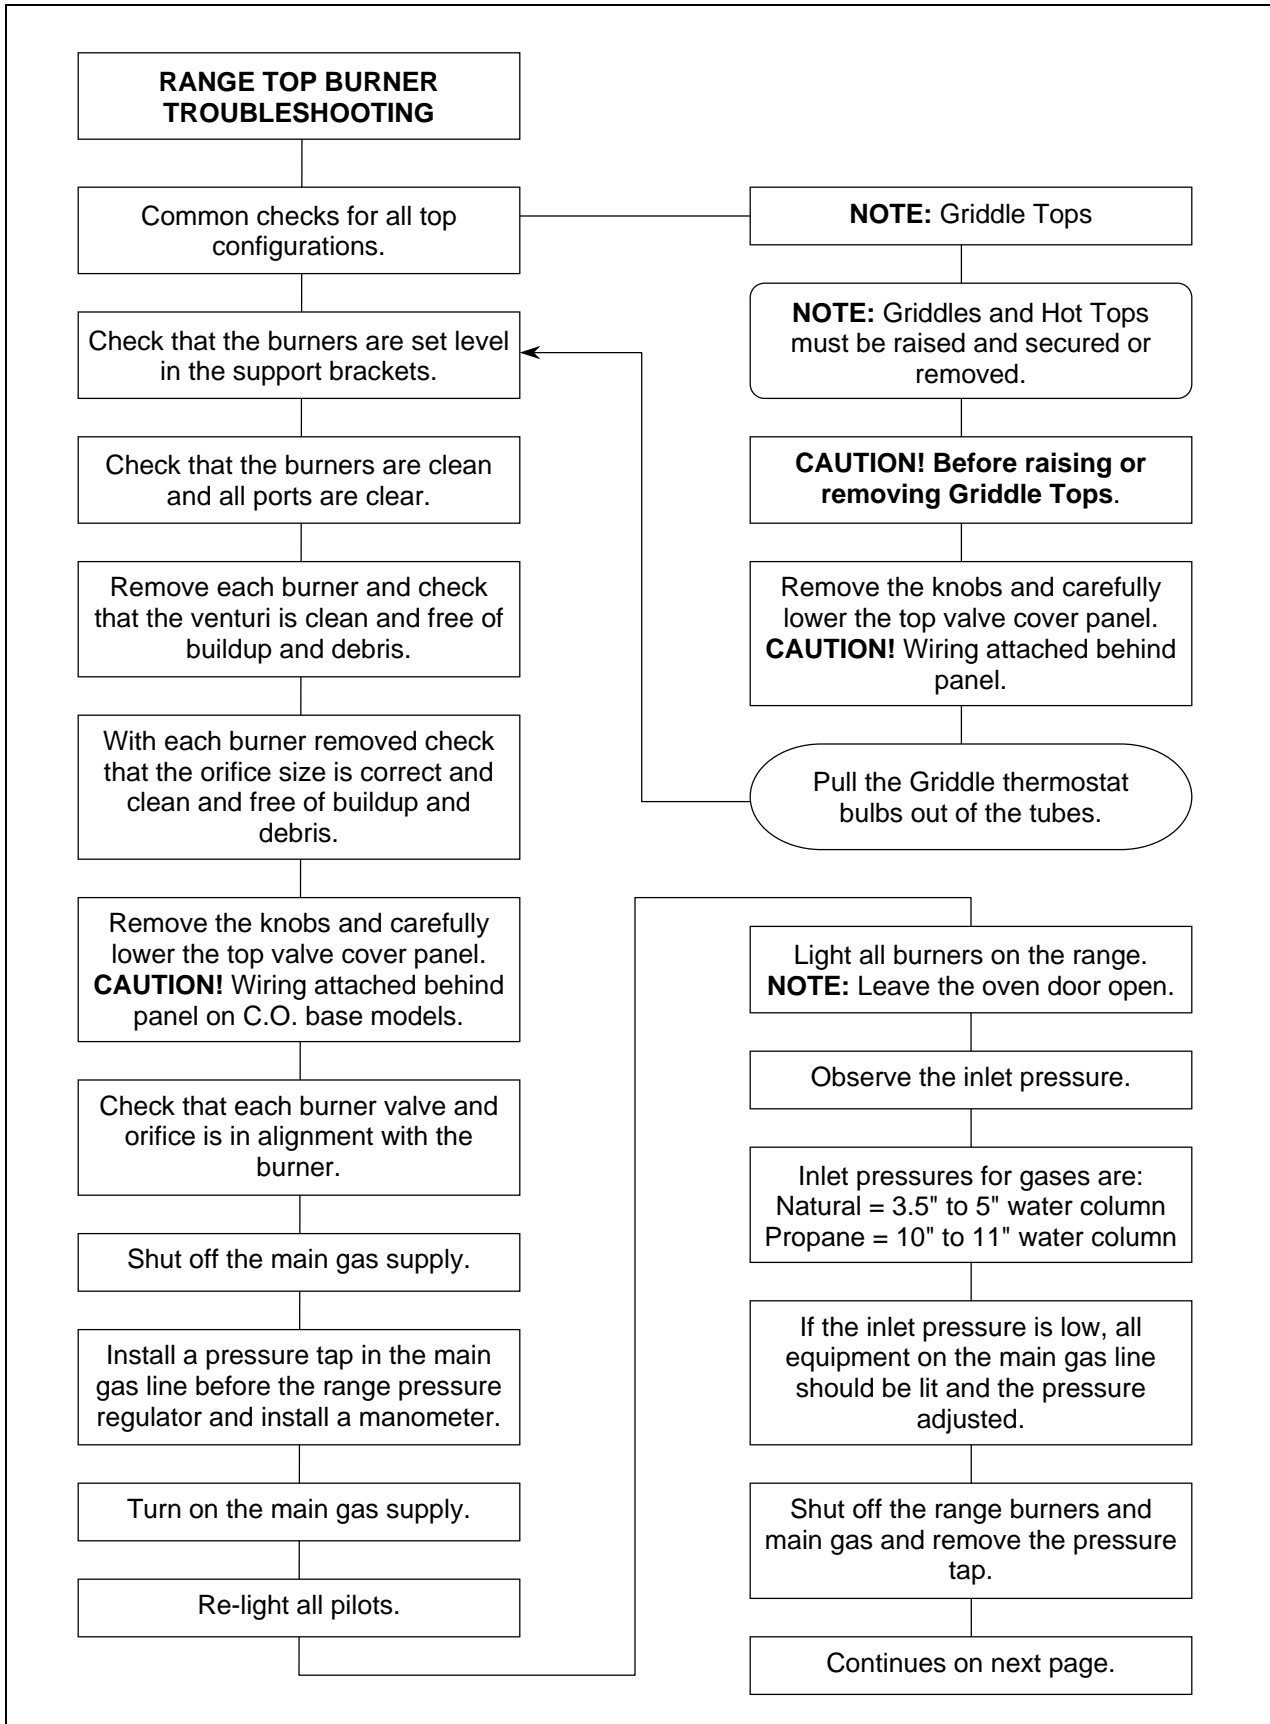 RANGE TOP BURNER
TROUBLESHOOTING
Common checks for all top
configurations.
NOTE: Griddle Tops
NOTE: Griddles and Hot Tops
must be raised and secured or
removed.
CAUTION! Before raising or
removing Griddle Tops.
Remove the knobs and carefully
lower the top valve cover panel.
CAUTION! Wiring attached behind
panel.
Pull the Griddle thermostat
bulbs out of the tubes.
Check that the burners are set level
in the support brackets.
Check that the burners are clean
and all ports are clear.
Remove each burner and check
that the venturi is clean and free of
buildup and debris.
With each burner removed check
that the orifice size is correct and
clean and free of buildup and
debris.
Remove the knobs and carefully
lower the top valve cover panel.
CAUTION! Wiring attached behind
panel on C.O. base models.
Check that each burner valve and
orifice is in alignment with the
burner.
Shut off the main gas supply.
Install a pressure tap in the main
gas line before the range pressure
regulator and install a manometer.
Turn on the main gas supply.
Re-light all pilots.
Light all burners on the range.
NOTE: Leave the oven door open.
Observe the inlet pressure.
Inlet pressures for gases are:
Natural = 3.5" to 5" water column
Propane = 10" to 11" water column
If the inlet pressure is low, all
equipment on the main gas line
should be lit and the pressure
adjusted.
Shut off the range burners and
main gas and remove the pressure
tap.
Continues on next page.